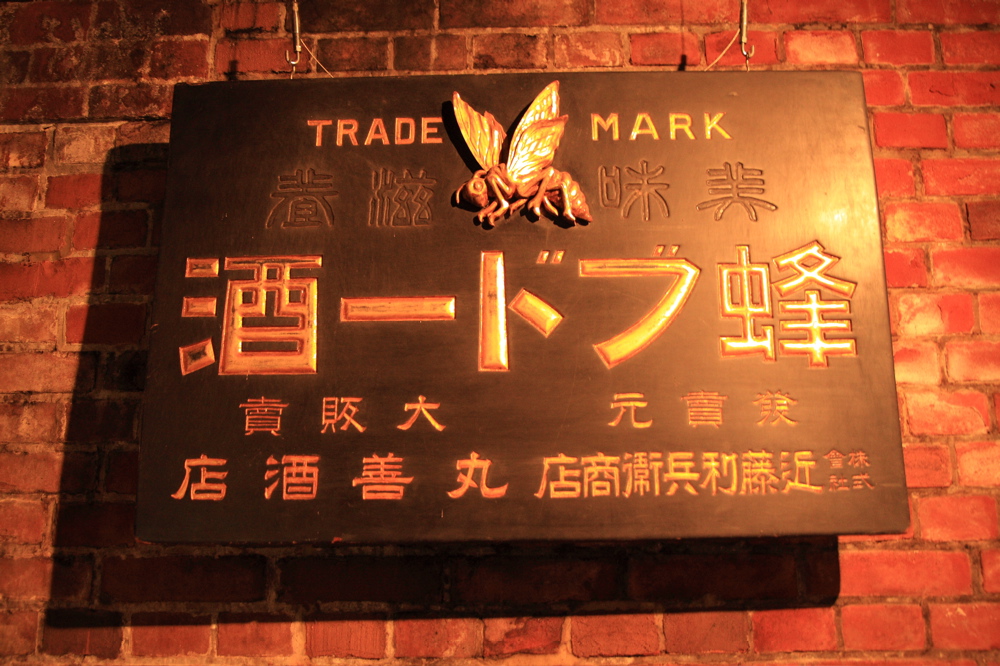 TRADE MARK
美味滋養
蜂ブドー酒
發賣元 大販賣
株式會社 近藤利兵衛商店 丸善酒店